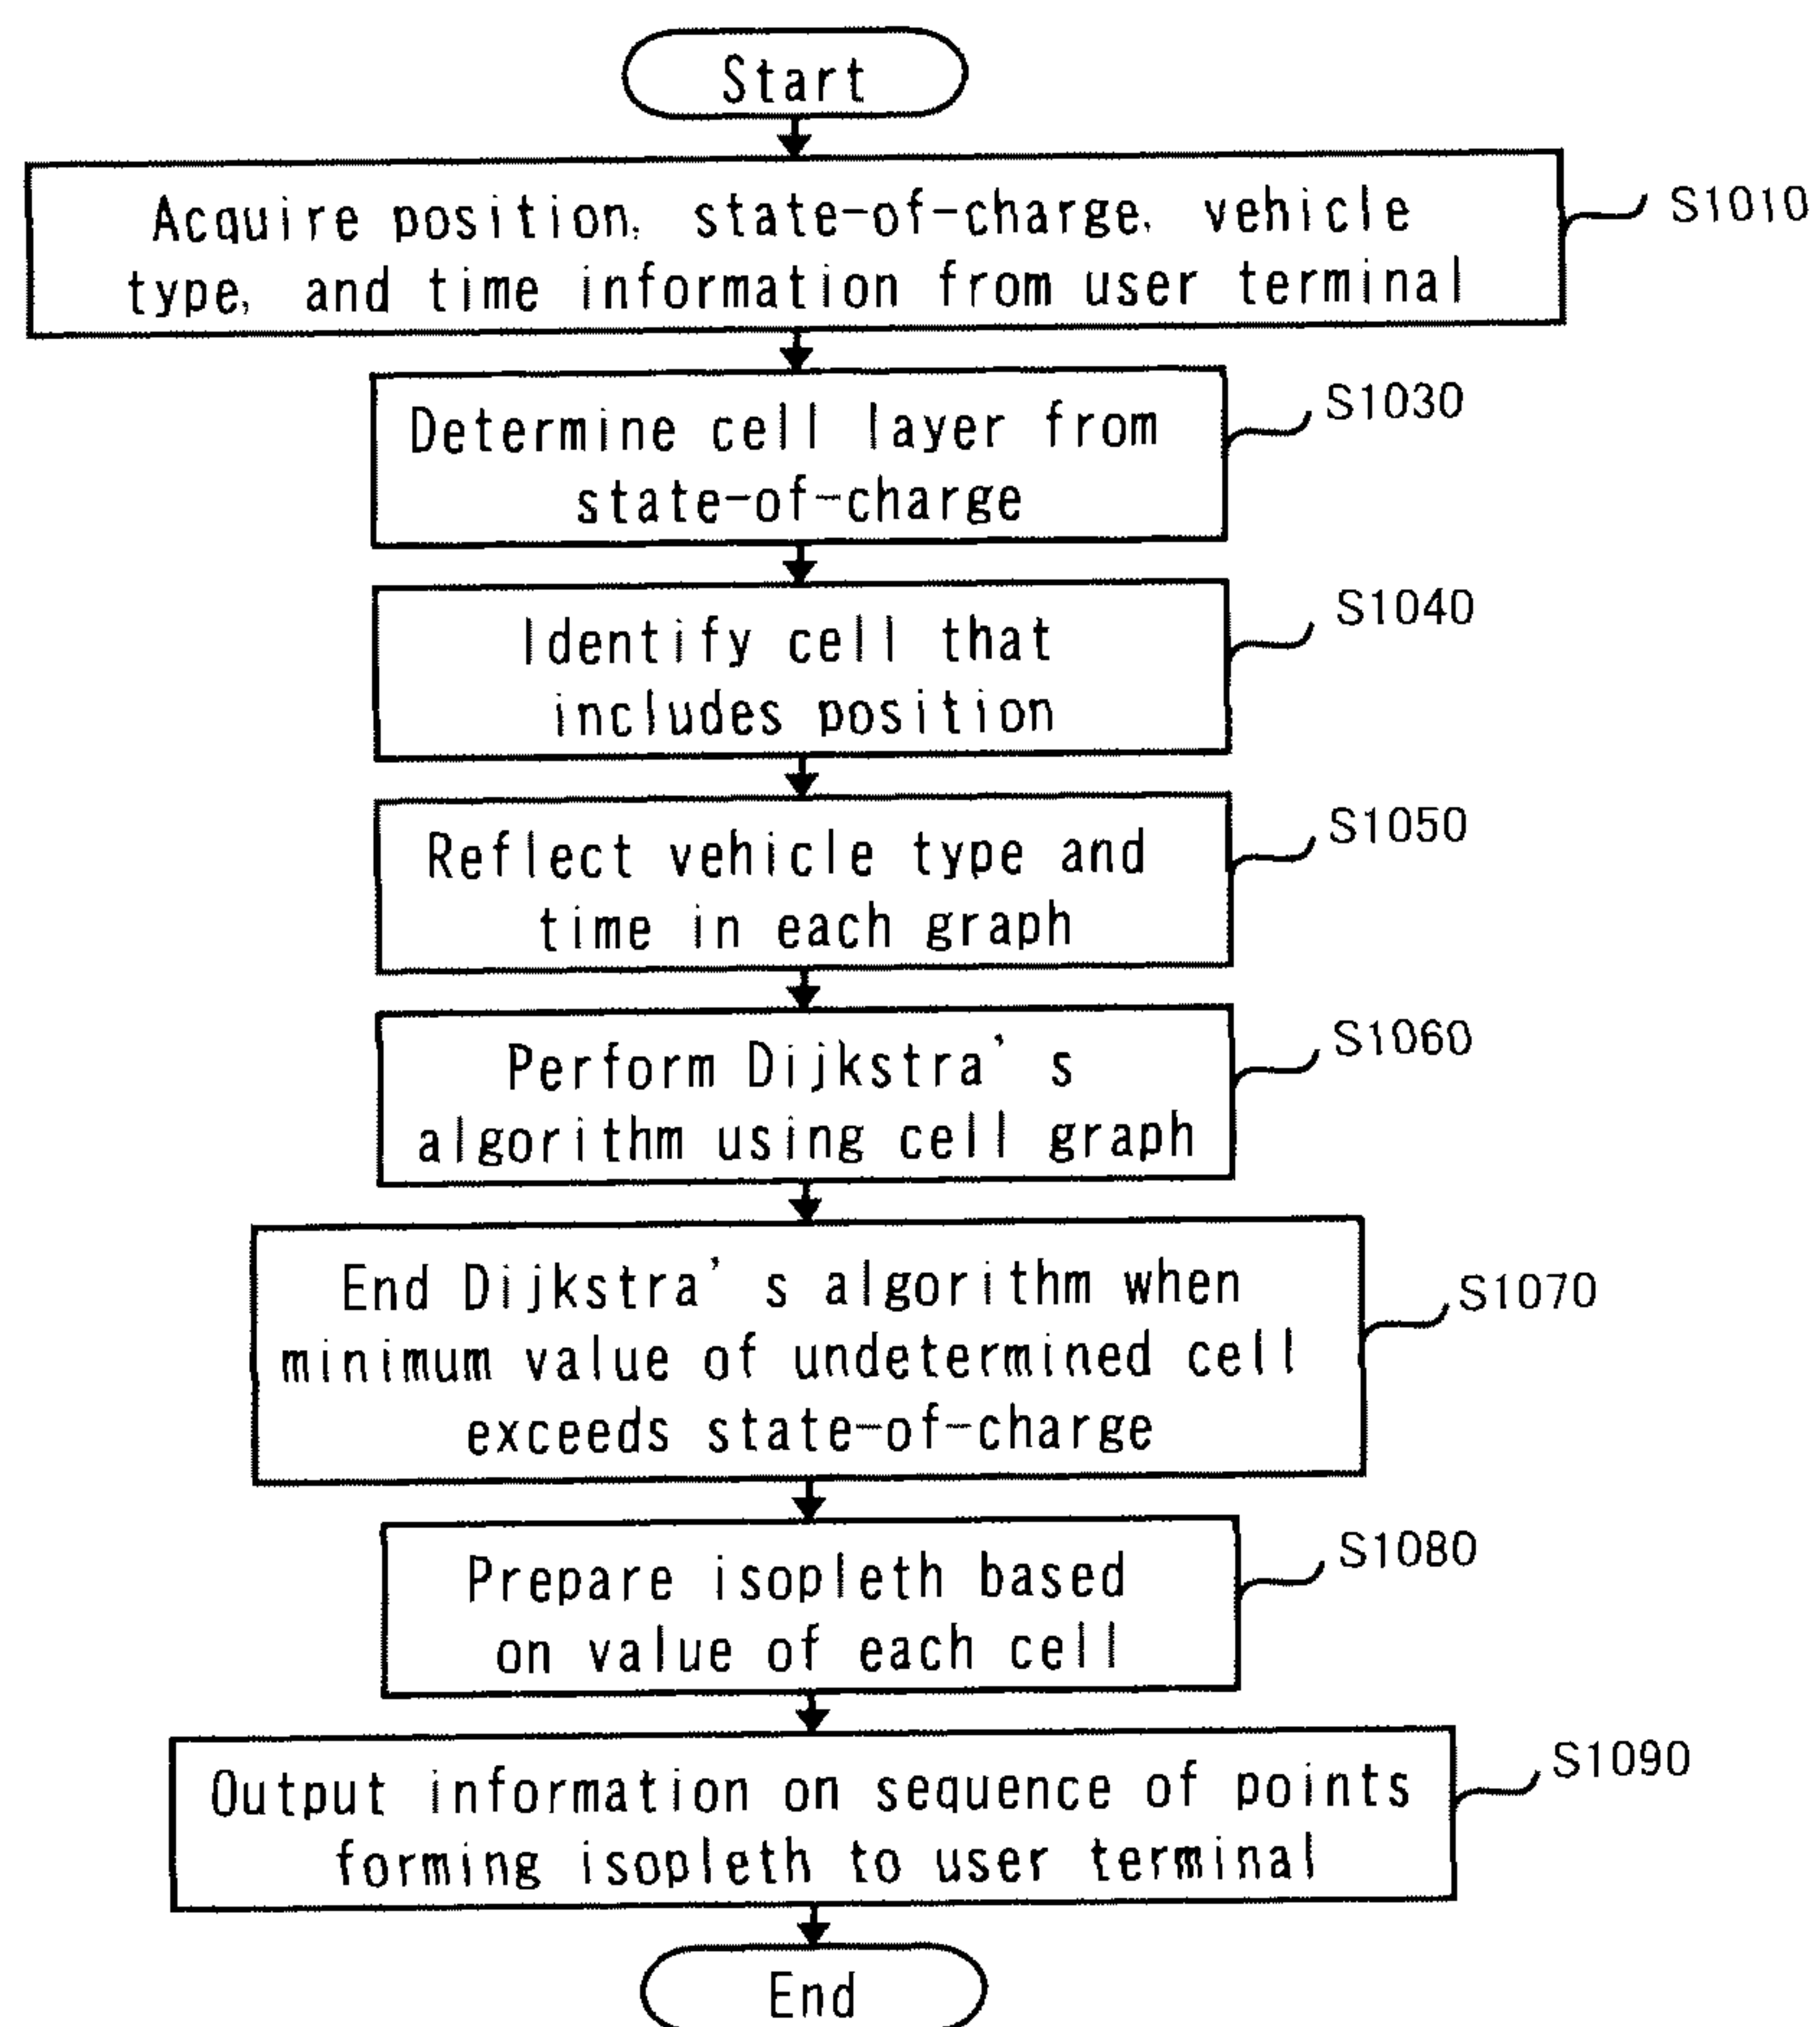 Start
Acquire position, state-of-charge, vehicle
type, and time information from user terminal
S1010
Determine cell layer from
state-of-charge
S1030
Identify cell that
includes position
S1040
Reflect vehicle type and
time in each graph
S1050
Perform Dijkstra's
algorithm using cell graph
S1060
End Dijkstra's algorithm when
minimum value of undetermined cell
exceeds state-of-charge
S1070
Prepare isopleth based
on value of each cell
S1080
Output information on sequence of points
forming isopleth to user terminal
S1090
End